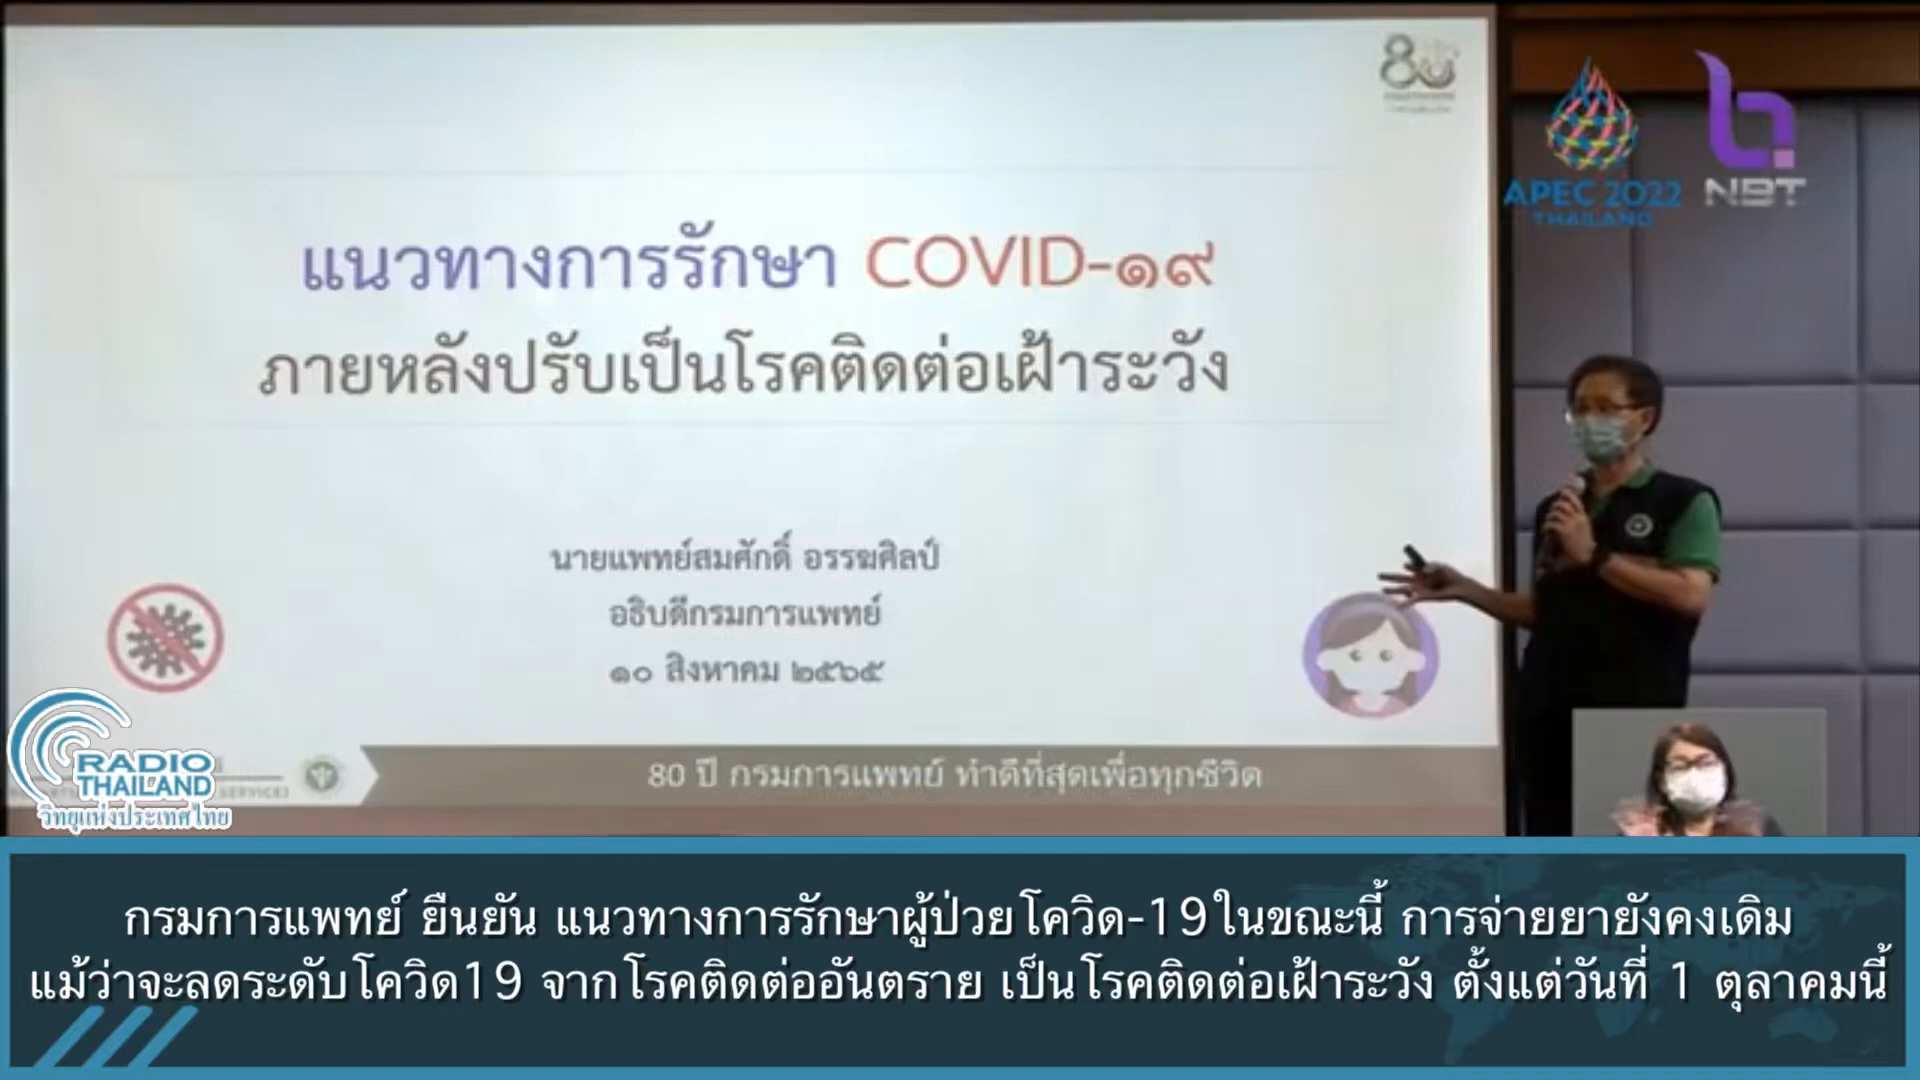 APEC 2022
THAILAND
NBT
แนวทางการรักษา COVID-๑๙
ภายหลังปรับเป็นโรคติดต่อเฝ้าระวัง
นายแพทย์สมศักดิ์ อรรฆศิลป์
อธิบดีกรมการแพทย์
๑๐ สิงหาคม ๒๕๖๕
80 ปี กรมการแพทย์ ทำดีที่สุดเพื่อทุกชีวิต
RADIO
THAILAND
วิทยุแห่งประเทศไทย
กรมการแพทย์ ยืนยัน แนวทางการรักษาผู้ป่วยโควิด-19ในขณะนี้ การจ่ายยายังคงเดิม
แม้ว่าจะลดระดับโควิด19 จากโรคติดต่ออันตราย เป็นโรคติดต่อเฝ้าระวัง ตั้งแต่วันที่ 1 ตุลาคมนี้